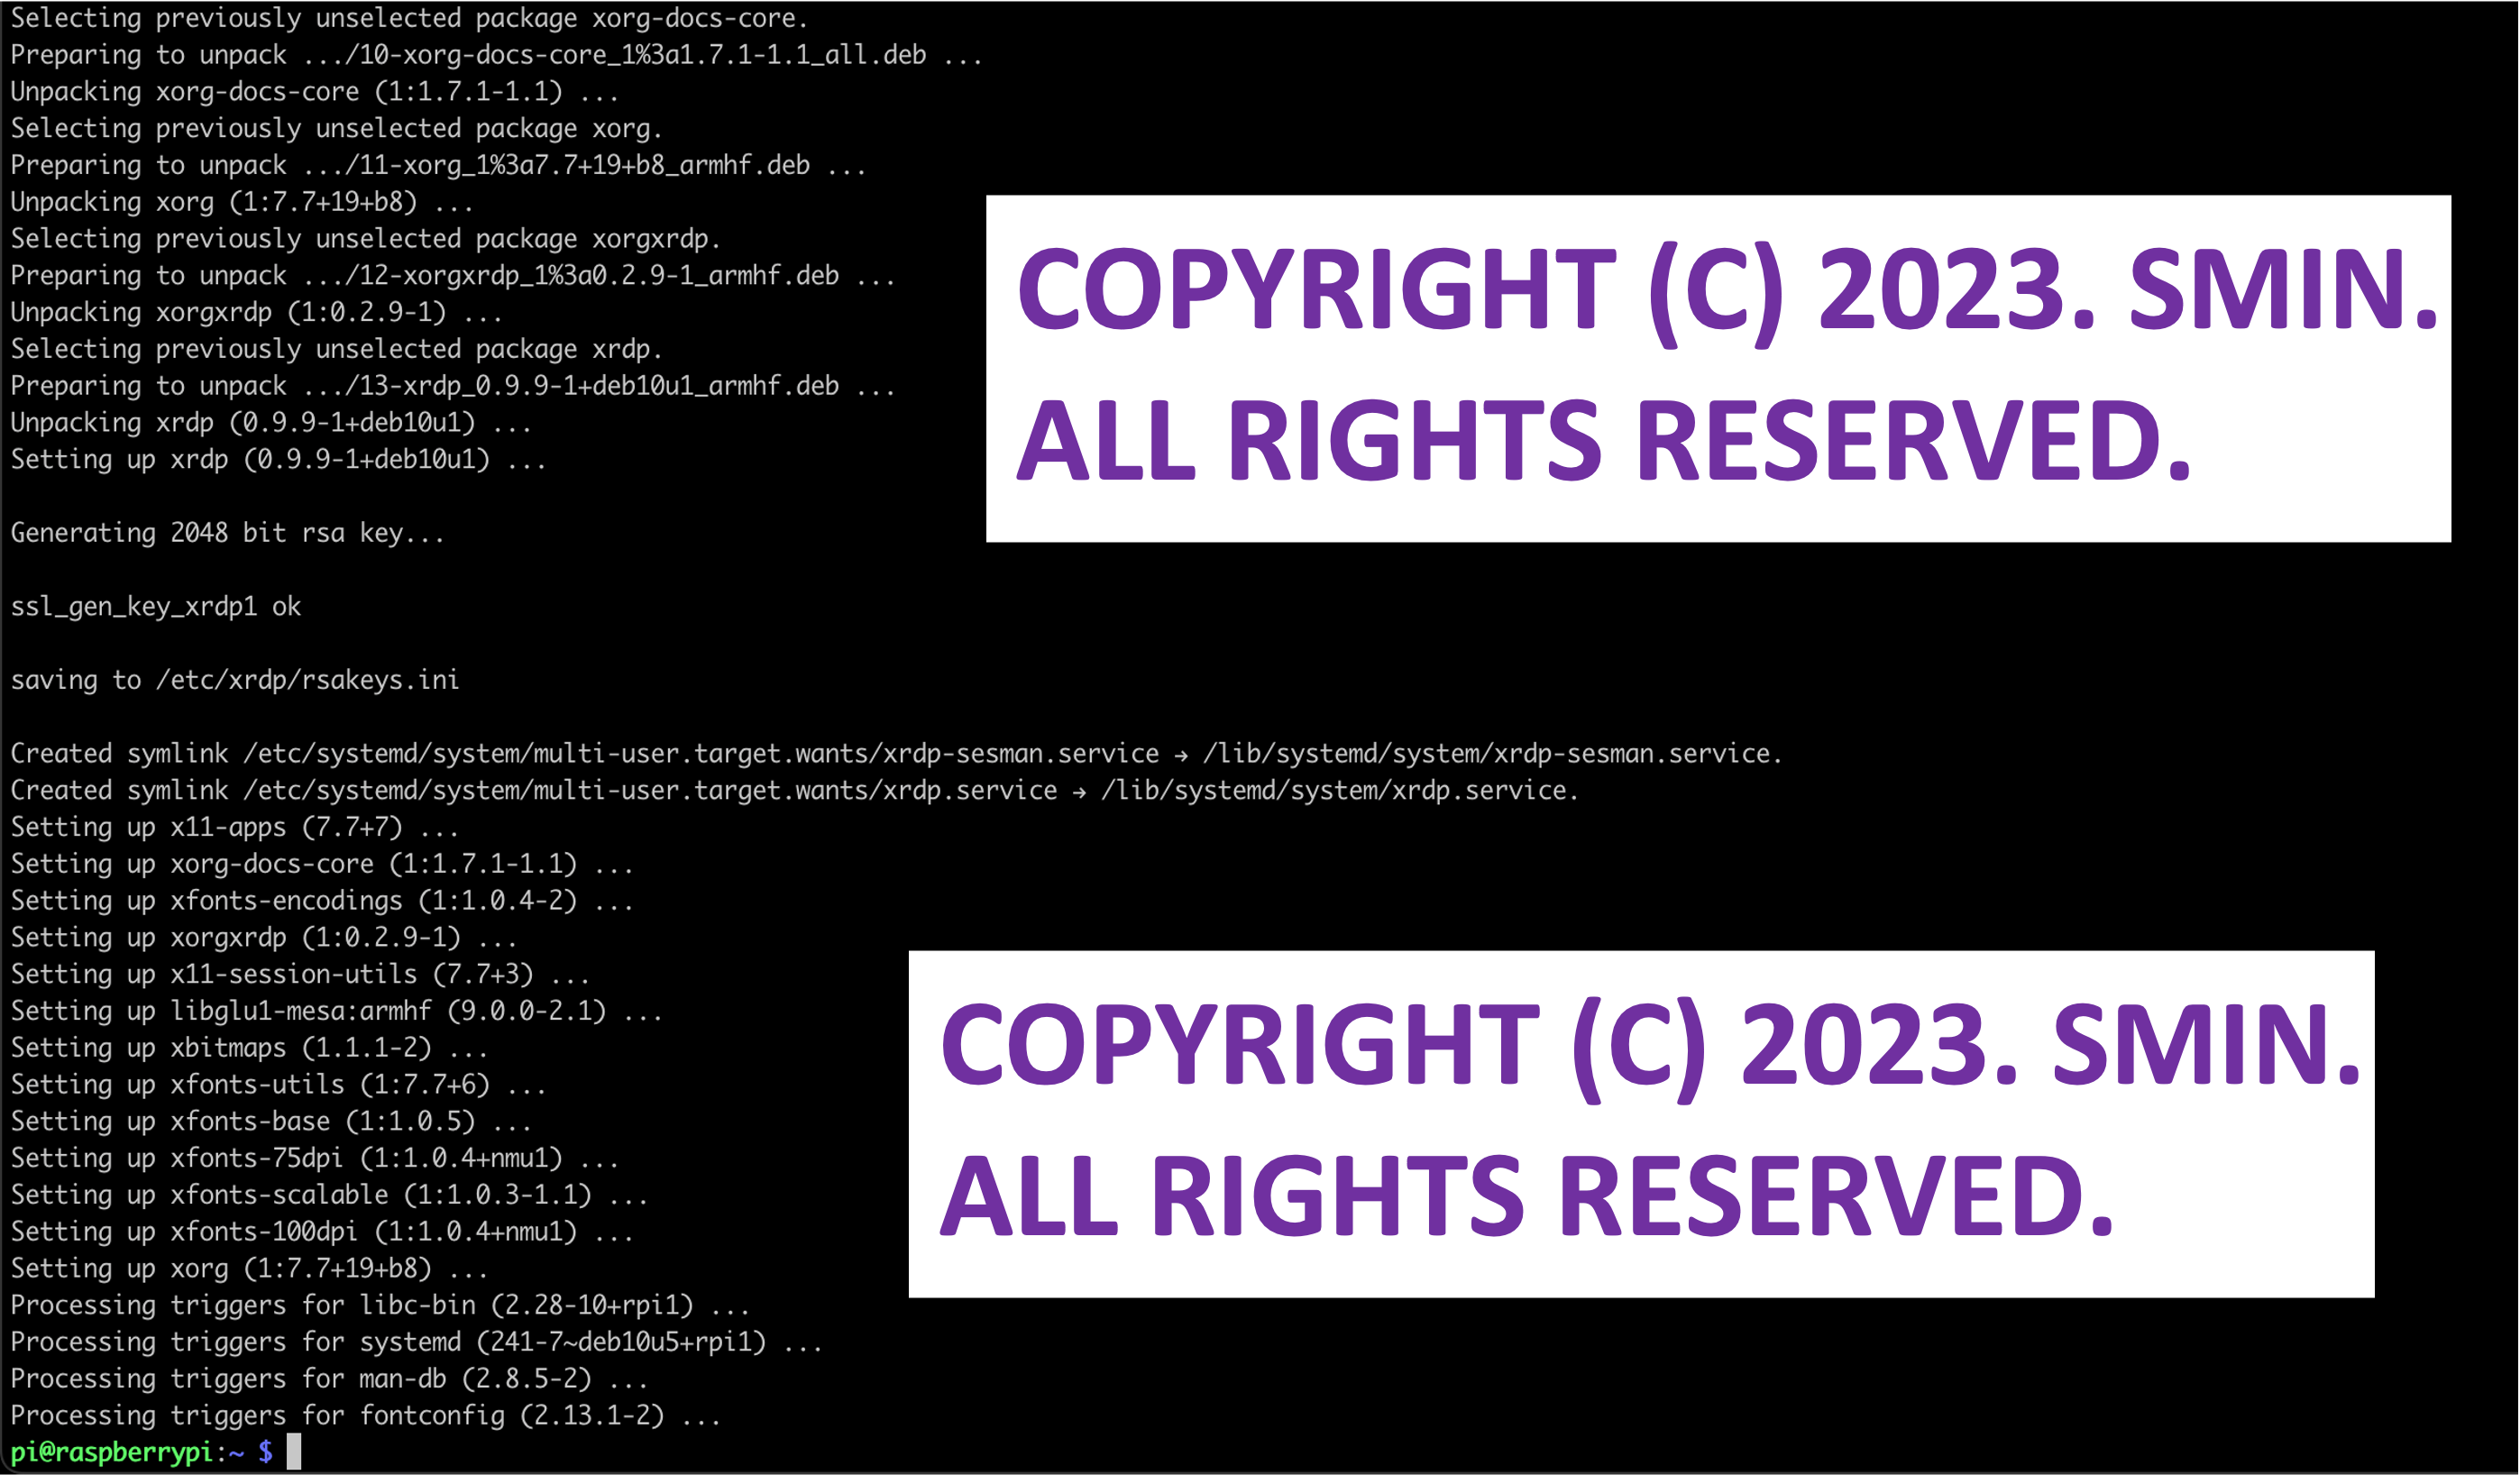 Selecting previously unselected package xorg-docs-core.
Preparing to unpack .../10-xorg-docs-core_1%3a1.7.1-1.1_all.deb ...
Unpacking xorg-docs-core (1:1.7.1-1.1) ...
Selecting previously unselected package xorg.
Preparing to unpack .../11-xorg_1%3a7.7+19+b8_armhf.deb ...
Unpacking xorg (1:7.7+19+b8) ...
Selecting previously unselected package xorgxrdp.
Preparing to unpack .../12-xorgxrdp_1%3a0.2.9-1_armhf.deb ...
Unpacking xorgxrdp (1:0.2.9-1) ...
Selecting previously unselected package xrdp.
Preparing to unpack .../13-xrdp_0.9.9-1+deb10u1_armhf.deb ...
Unpacking xrdp (0.9.9-1+deb10u1) ...
Setting up xrdp (0.9.9-1+deb10u1) ...
COPYRIGHT (C) 2023. SMIN.
ALL RIGHTS RESERVED.
Generating 2048 bit rsa key...
ssl_gen_key_xrdp1 ok
saving to /etc/xrdp/rsakeys.ini
Created symlink /etc/systemd/system/multi-user.target.wants/xrdp-sesman.service → /lib/systemd/system/xrdp-sesman.service.
Created symlink /etc/systemd/system/multi-user.target.wants/xrdp.service → /lib/systemd/system/xrdp.service.
Setting up x11-apps (7.7+7) ...
Setting up xorg-docs-core (1:1.7.1-1.1) ...
Setting up xfonts-encodings (1:1.0.4-2) ...
Setting up xorgxrdp (1:0.2.9-1) ...
Setting up x11-session-utils (7.7+3) ...
Setting up libglu1-mesa:armhf (9.0.0-2.1) ...
Setting up xbitmaps (1.1.1-2) ...
Setting up xfonts-utils (1:7.7+6) ...
Setting up xfonts-base (1:1.0.5) ...
Setting up xfonts-75dpi (1:1.0.4+nmu1) ...
Setting up xfonts-scalable (1:1.0.3-1.1) ...
Setting up xfonts-100dpi (1:1.0.4+nmu1) ...
Setting up xorg (1:7.7+19+b8) ...
COPYRIGHT (C) 2023. SMIN.
ALL RIGHTS RESERVED.
Processing triggers for libc-bin (2.28-10+rpi1) ...
Processing triggers for systemd (241-7~deb10u5+rpi1) ...
Processing triggers for man-db (2.8.5-2) ...
Processing triggers for fontconfig (2.13.1-2) ...
pi@raspberrypi:~ $